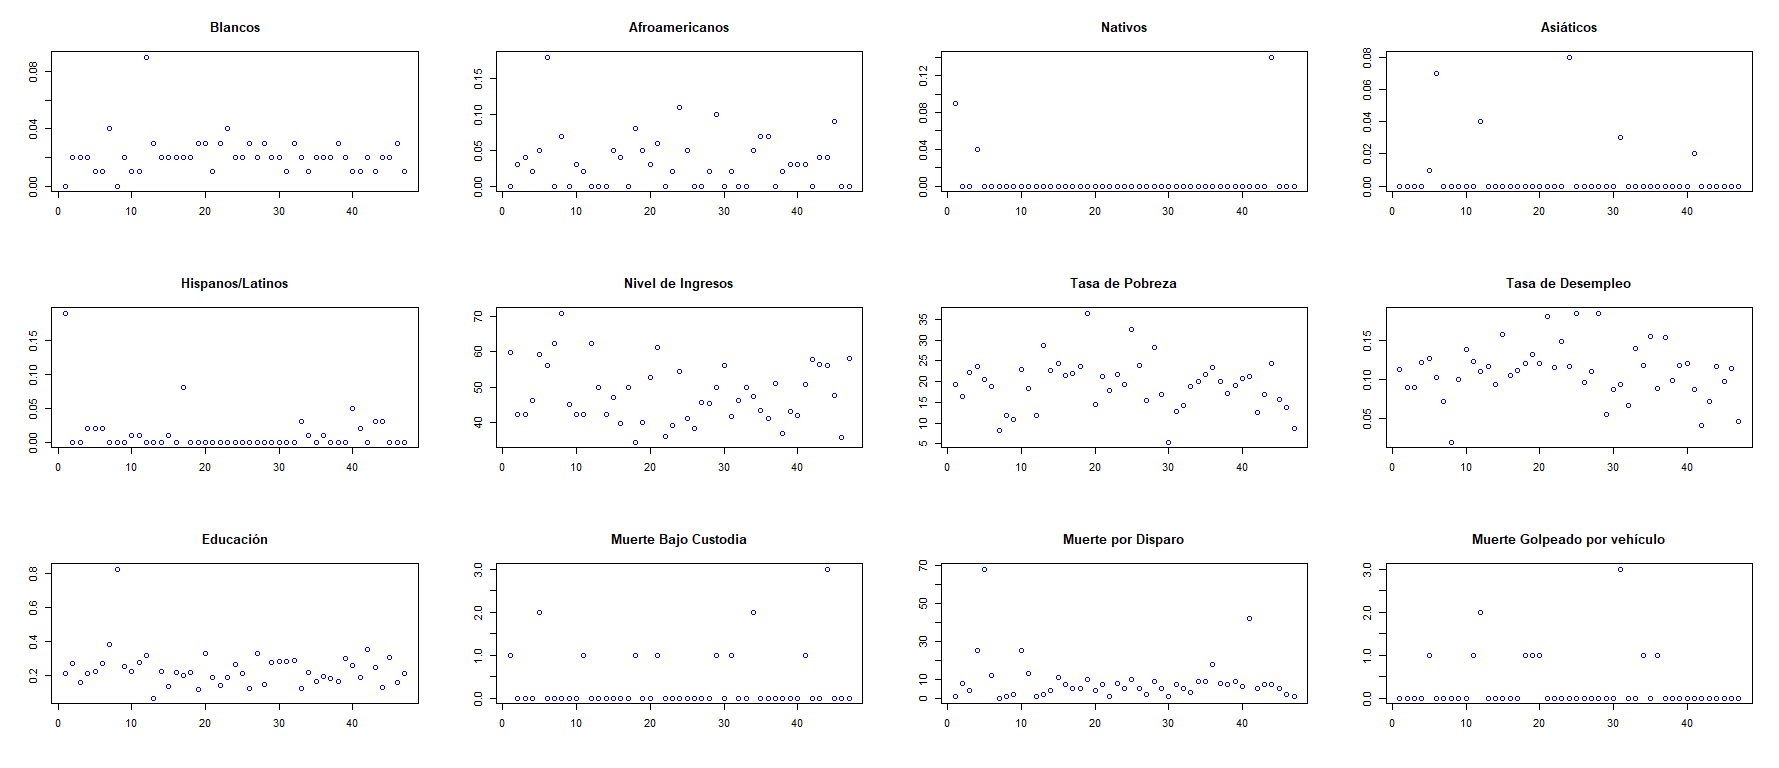 Blancos
0.00 0.04 0.08
0 10 20 30 40
Afroamericanos
0.00 0.05 0.10 0.15
0 10 20 30 40
Nativos
0.00 0.04 0.08 0.12
0 10 20 30 40
Asiáticos
0.00 0.02 0.04 0.06 0.08
0 10 20 30 40
Hispanos/Latinos
0.00 0.05 0.10 0.15
0 10 20 30 40
Nivel de Ingresos
40 50 60 70
0 10 20 30 40
Tasa de Pobreza
5 10 15 20 25 30 35
0 10 20 30 40
Tasa de Desempleo
0.05 0.10 0.15
0 10 20 30 40
Educación
0.2 0.4 0.6 0.8
0 10 20 30 40
Muerte Bajo Custodia
0.0 1.0 2.0 3.0
0 10 20 30 40
Muerte por Disparo
0 10 30 50 70
0 10 20 30 40
Muerte Golpeado por vehículo
0.0 1.0 2.0 3.0
0 10 20 30 40